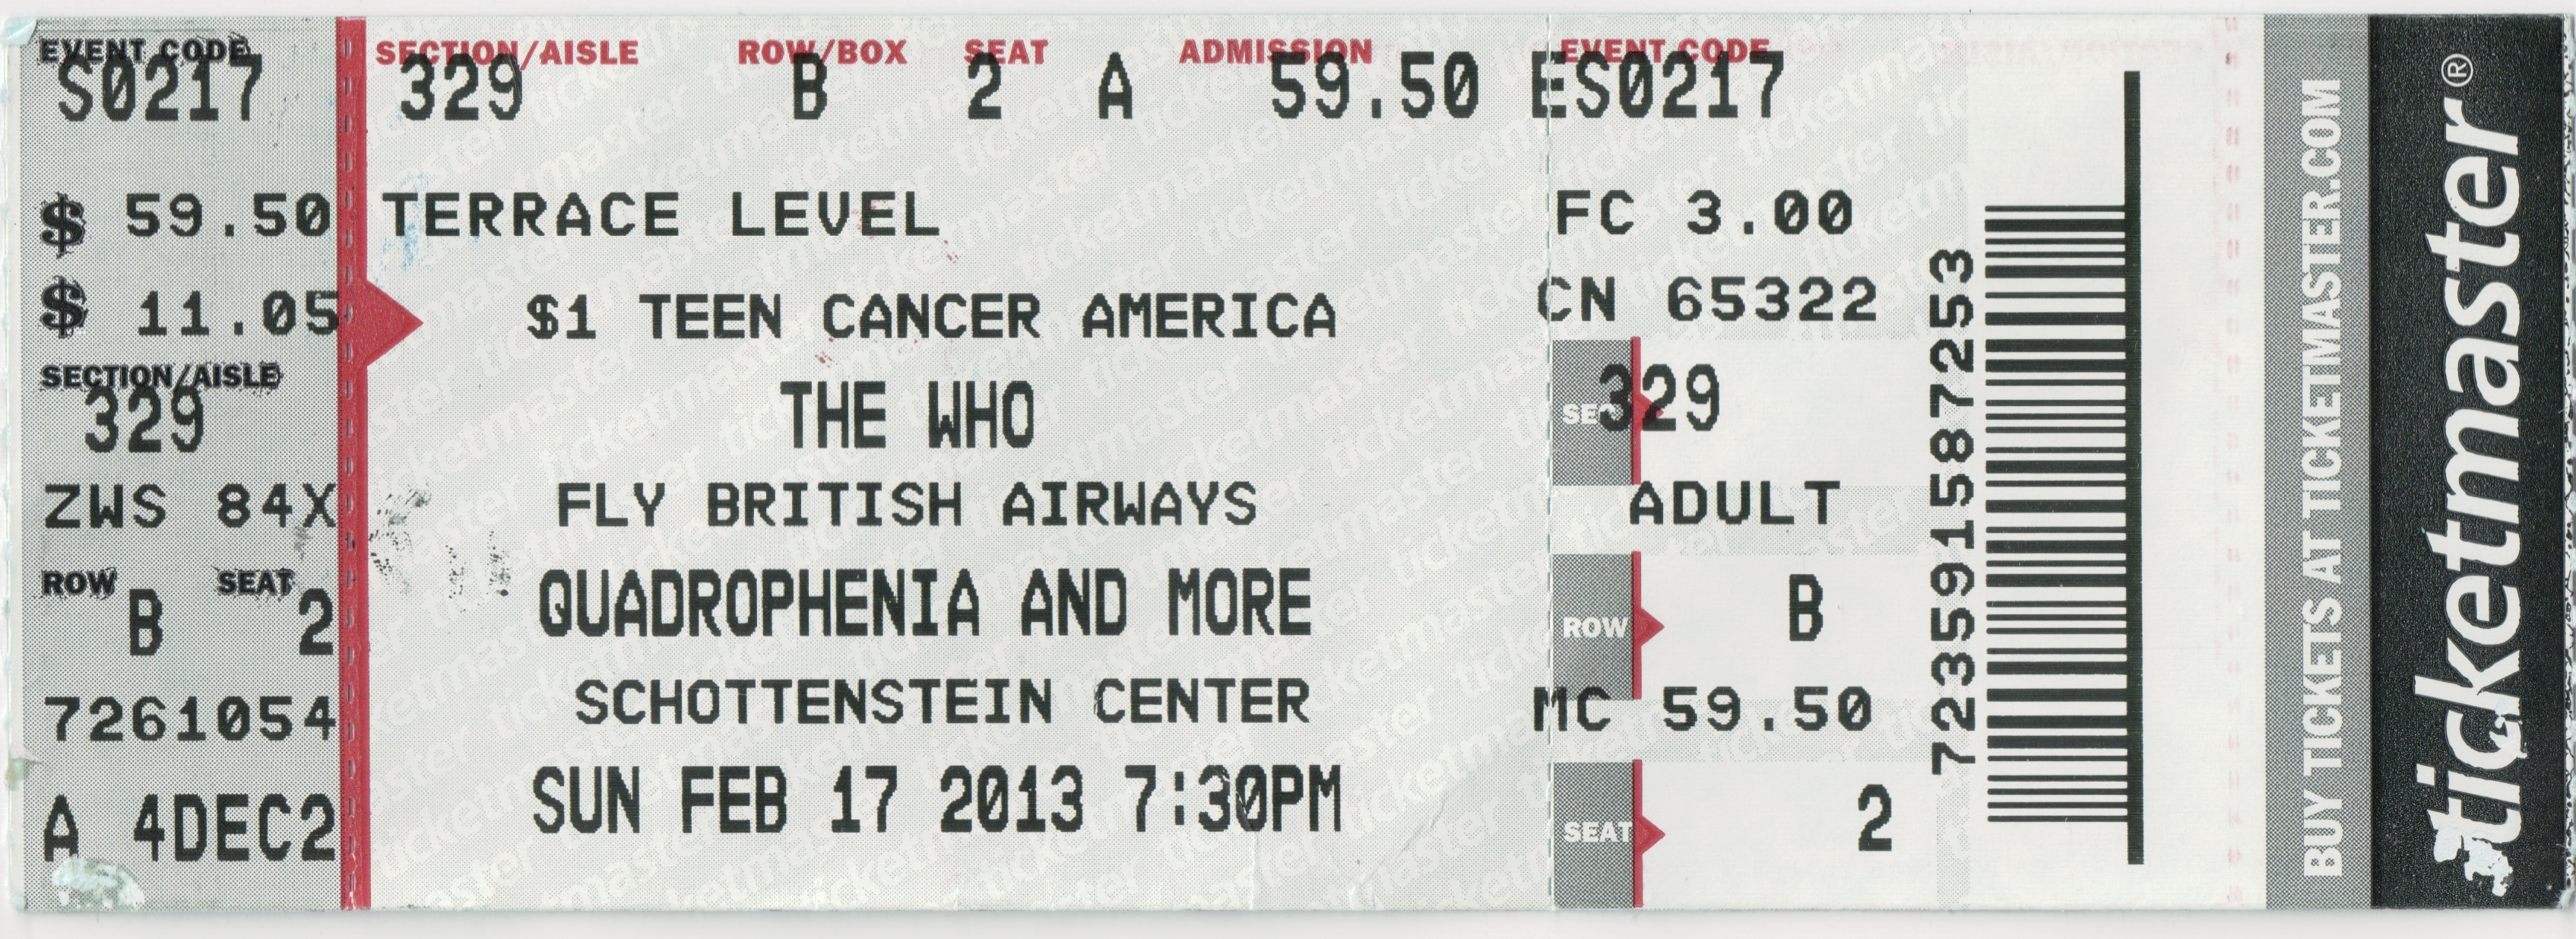 EVENT CODE
S0217
$ 59.50
$ 11.05
SECTION/AISLE
329
ZWS 84X
ROW SEAT
B 2
7261054
A 4DEC2
SECTION/AISLE ROW/BOX SEAT ADMISSION EVENT CODE
329 B 2 A 59.50 ES0217
TERRACE LEVEL
$1 TEEN CANCER AMERICA
THE WHO
FLY BRITISH AIRWAYS
QUADROPHENIA AND MORE
SCHOTTENSTEIN CENTER
SUN FEB 17 2013 7:30PM
FC 3.00
CN 65322
SEC 329
ADULT
ROW B
MC 59.50
SEAT 2
723591587253
BUY TICKETS AT TICKETMASTER.COM
ticketmaster®